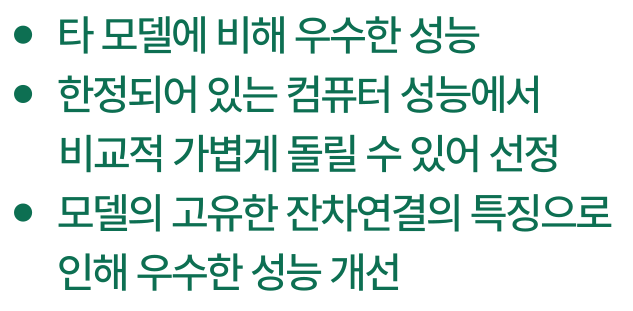 • 타 모델에 비해 우수한 성능
• 한정되어 있는 컴퓨터 성능에서
비교적 가볍게 돌릴 수 있어 선정
• 모델의 고유한 잔차연결의 특징으로
인해 우수한 성능 개선